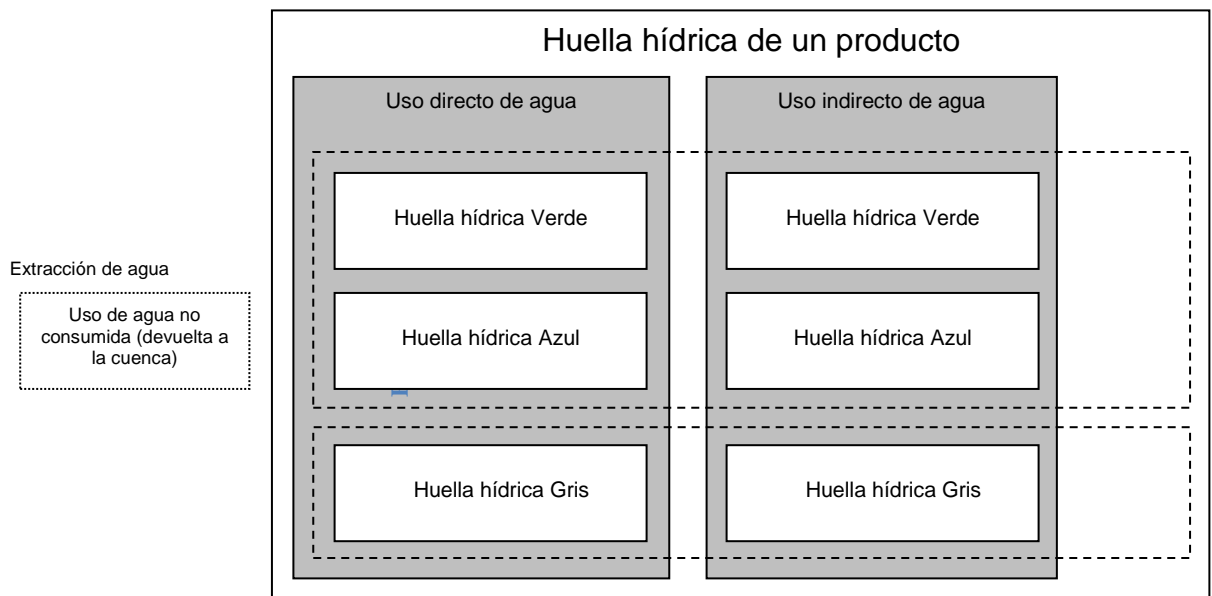 Huella hídrica de un producto
Uso directo de agua
Uso indirecto de agua
Huella hídrica Verde
Huella hídrica Verde
Extracción de agua
Uso de agua no
consumida (devuelta a
la cuenca)
Huella hídrica Azul
Huella hídrica Azul
Huella hídrica Gris
Huella hídrica Gris